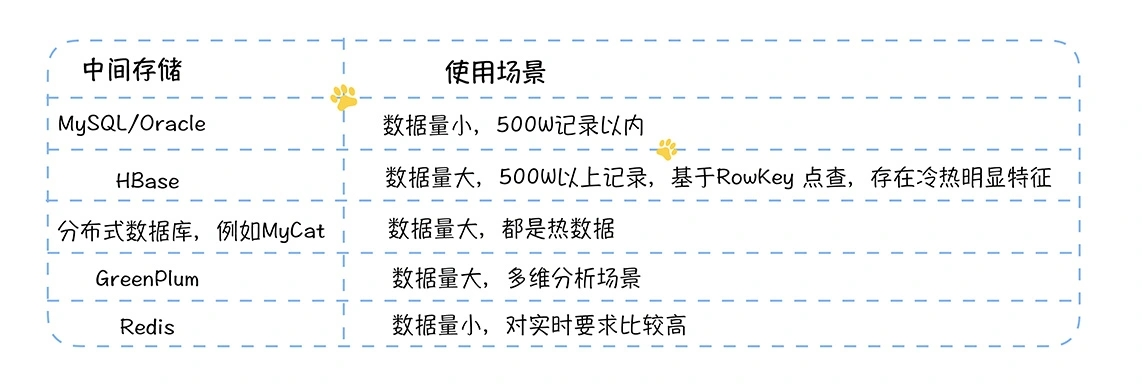 中间存储 使用场景
MySQL/Oracle 数据量小，500W记录以内
HBase 数据量大，500W以上记录，基于RowKey 点查，存在冷热明显特征
分布式数据库，例如MyCat 数据量大，都是热数据
GreenPlum 数据量大，多维分析场景
Redis 数据量小，对实时要求比较高